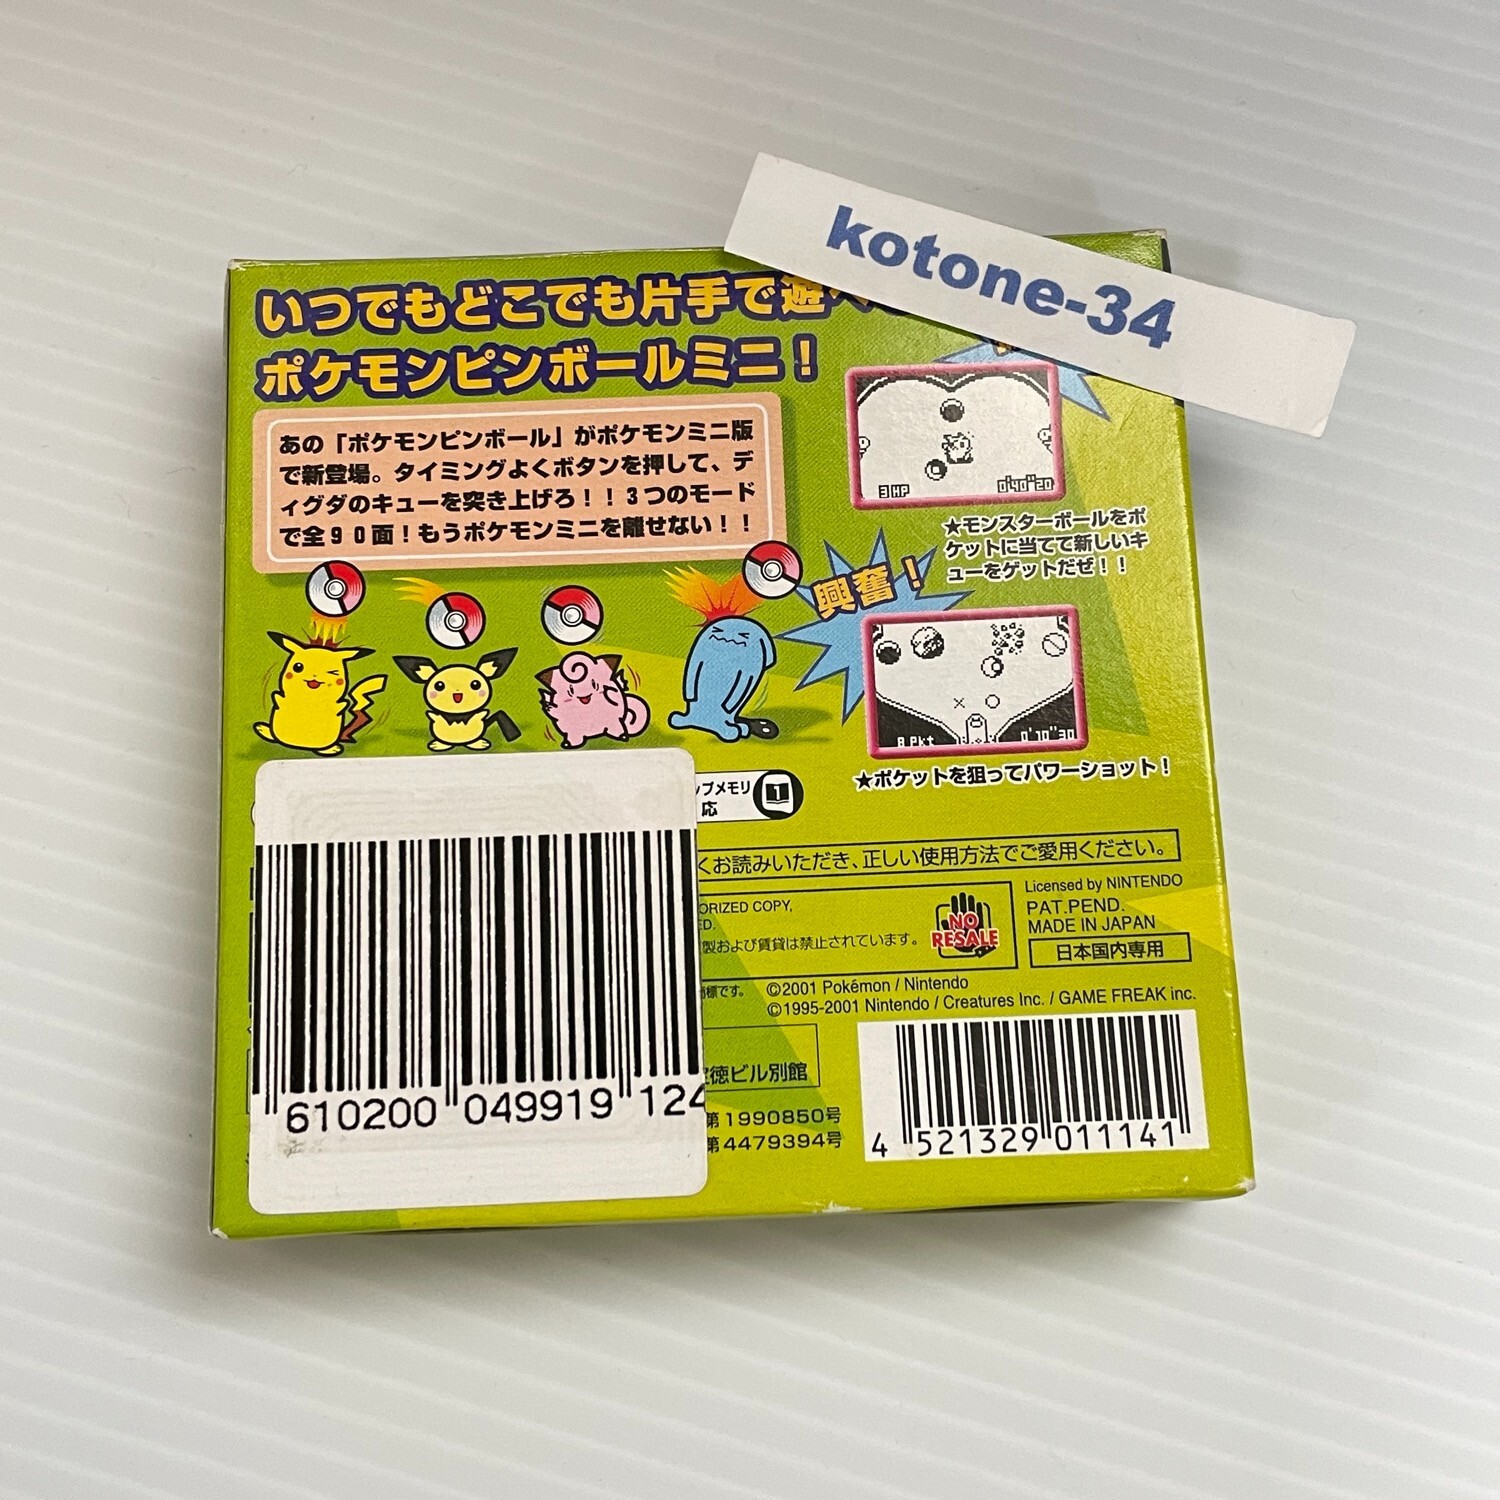 kotone-34
いつでもどこでも片手で遊べ
ポケモンピンボールミニ！
あの「ポケモンピンボール」がポケモンミニ版
で新登場。タイミングよくボタンを押して、デ
ィグダのキューを突き上げろ！！3つのモード
で全90面！もうポケモンミニを離せない！！
3 HP
0'40"20
★モンスターボールをポ
ケットに当てて新しいキ
ューをゲットだぜ！！
興奮！
8 Pkt
0'10"30
★ポケットを狙ってパワーショット！
ップメモリ
応
1
くお読みいただき、正しい使用方法でご愛用ください。
ORIZED COPY,
ED.
製および賃貸は禁止されています。
NO
RESALE
Licensed by NINTENDO
PAT.PEND.
MADE IN JAPAN
日本国内専用
標です。
©2001 Pokémon / Nintendo
©1995-2001 Nintendo / Creatures Inc. / GAME FREAK inc.
徳ビル別館
第1990850号
第4479394号
610200 049919 124
4 521329 011141